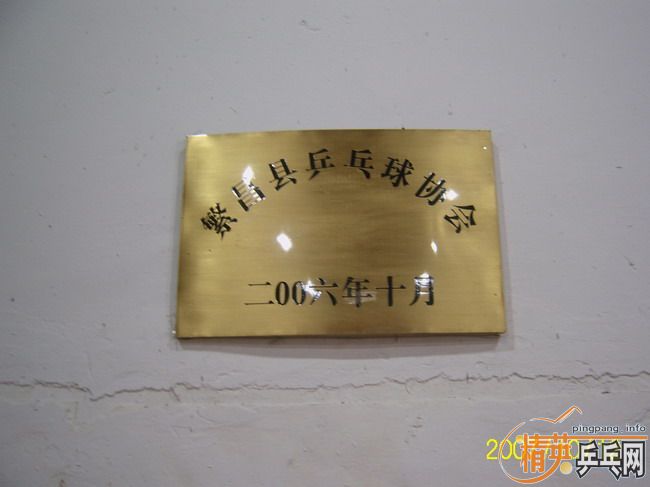 繁昌县乒乓球协会
二00六年十月
pingpang.info
精英乒乓网